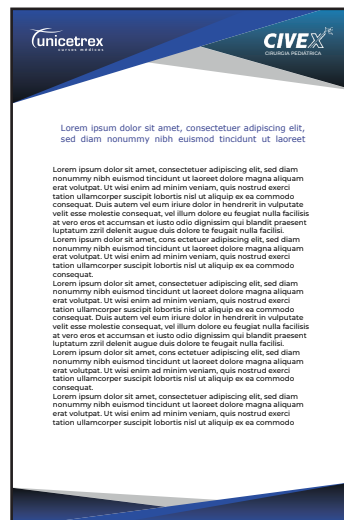 unicetrex
cursos médicos
CIVEX
CIRURGIA PEDIÁTRICA
Lorem ipsum dolor sit amet, consectetuer adipiscing elit,
sed diam nonummy nibh euismod tincidunt ut laoreet
Lorem ipsum dolor sit amet, consectetuer adipiscing elit, sed diam
nonummy nibh euismod tincidunt ut laoreet dolore magna aliquam
erat volutpat. Ut wisi enim ad minim veniam, quis nostrud exerci
tation ullamcorper suscipit lobortis nisl ut aliquip ex ea commodo
consequat. Duis autem vel eum iriure dolor in hendrerit in vulputate
velit esse molestie consequat, vel illum dolore eu feugiat nulla facilisis
at vero eros et accumsan et iusto odio dignissim qui blandit praesent
luptatum zzril delenit augue duis dolore te feugait nulla facilisi.
Lorem ipsum dolor sit amet, cons ectetuer adipiscing elit, sed diam
nonummy nibh euismod tincidunt ut laoreet dolore magna aliquam
erat volutpat. Ut wisi enim ad minim veniam, quis nostrud exerci
tation ullamcorper suscipit lobortis nisl ut aliquip ex ea commodo
consequat.
Lorem ipsum dolor sit amet, consectetuer adipiscing elit, sed diam
nonummy nibh euismod tincidunt ut laoreet dolore magna aliquam
erat volutpat. Ut wisi enim ad minim veniam, quis nostrud exerci
tation ullamcorper suscipit lobortis nisl ut aliquip ex ea commodo
consequat. Duis autem vel eum iriure dolor in hendrerit in vulputate
velit esse molestie consequat, vel illum dolore eu feugiat nulla facilisis
at vero eros et accumsan et iusto odio dignissim qui blandit praesent
luptatum zzril delenit augue duis dolore te feugait nulla facilisi.
Lorem ipsum dolor sit amet, cons ectetuer adipiscing elit, sed diam
nonummy nibh euismod tincidunt ut laoreet dolore magna aliquam
erat volutpat. Ut wisi enim ad minim veniam, quis nostrud exerci
tation ullamcorper suscipit lobortis nisl ut aliquip ex ea commodo
consequat.
Lorem ipsum dolor sit amet, consectetuer adipiscing elit, sed diam
nonummy nibh euismod tincidunt ut laoreet dolore magna aliquam
erat volutpat. Ut wisi enim ad minim veniam, quis nostrud exerci
tation ullamcorper suscipit lobortis nisl ut aliquip ex ea commodo